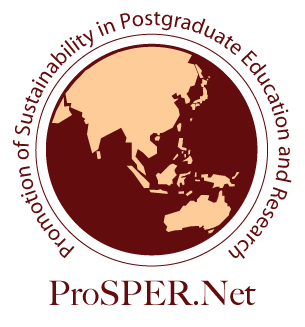 Promotion of Sustainability in Postgraduate Education and Research
ProSPER.Net